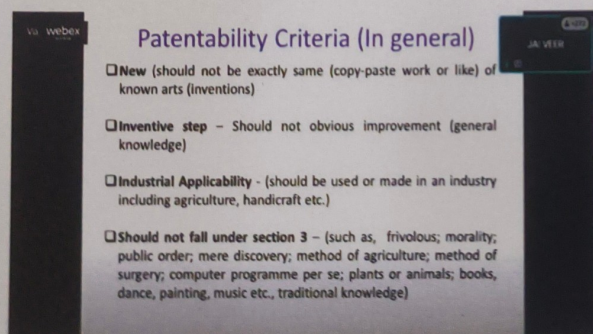 webex
Patentability Criteria (In general)
JAI VEER
New (should not be exactly same (copy-paste work or like) of
known arts (inventions)
Inventive step – Should not obvious improvement (general
knowledge)
Industrial Applicability - (should be used or made in an industry
including agriculture, handicraft etc.)
Should not fall under section 3 – (such as, frivolous; morality;
public order; mere discovery; method of agriculture; method of
surgery; computer programme per se; plants or animals; books,
dance, painting, music etc., traditional knowledge)